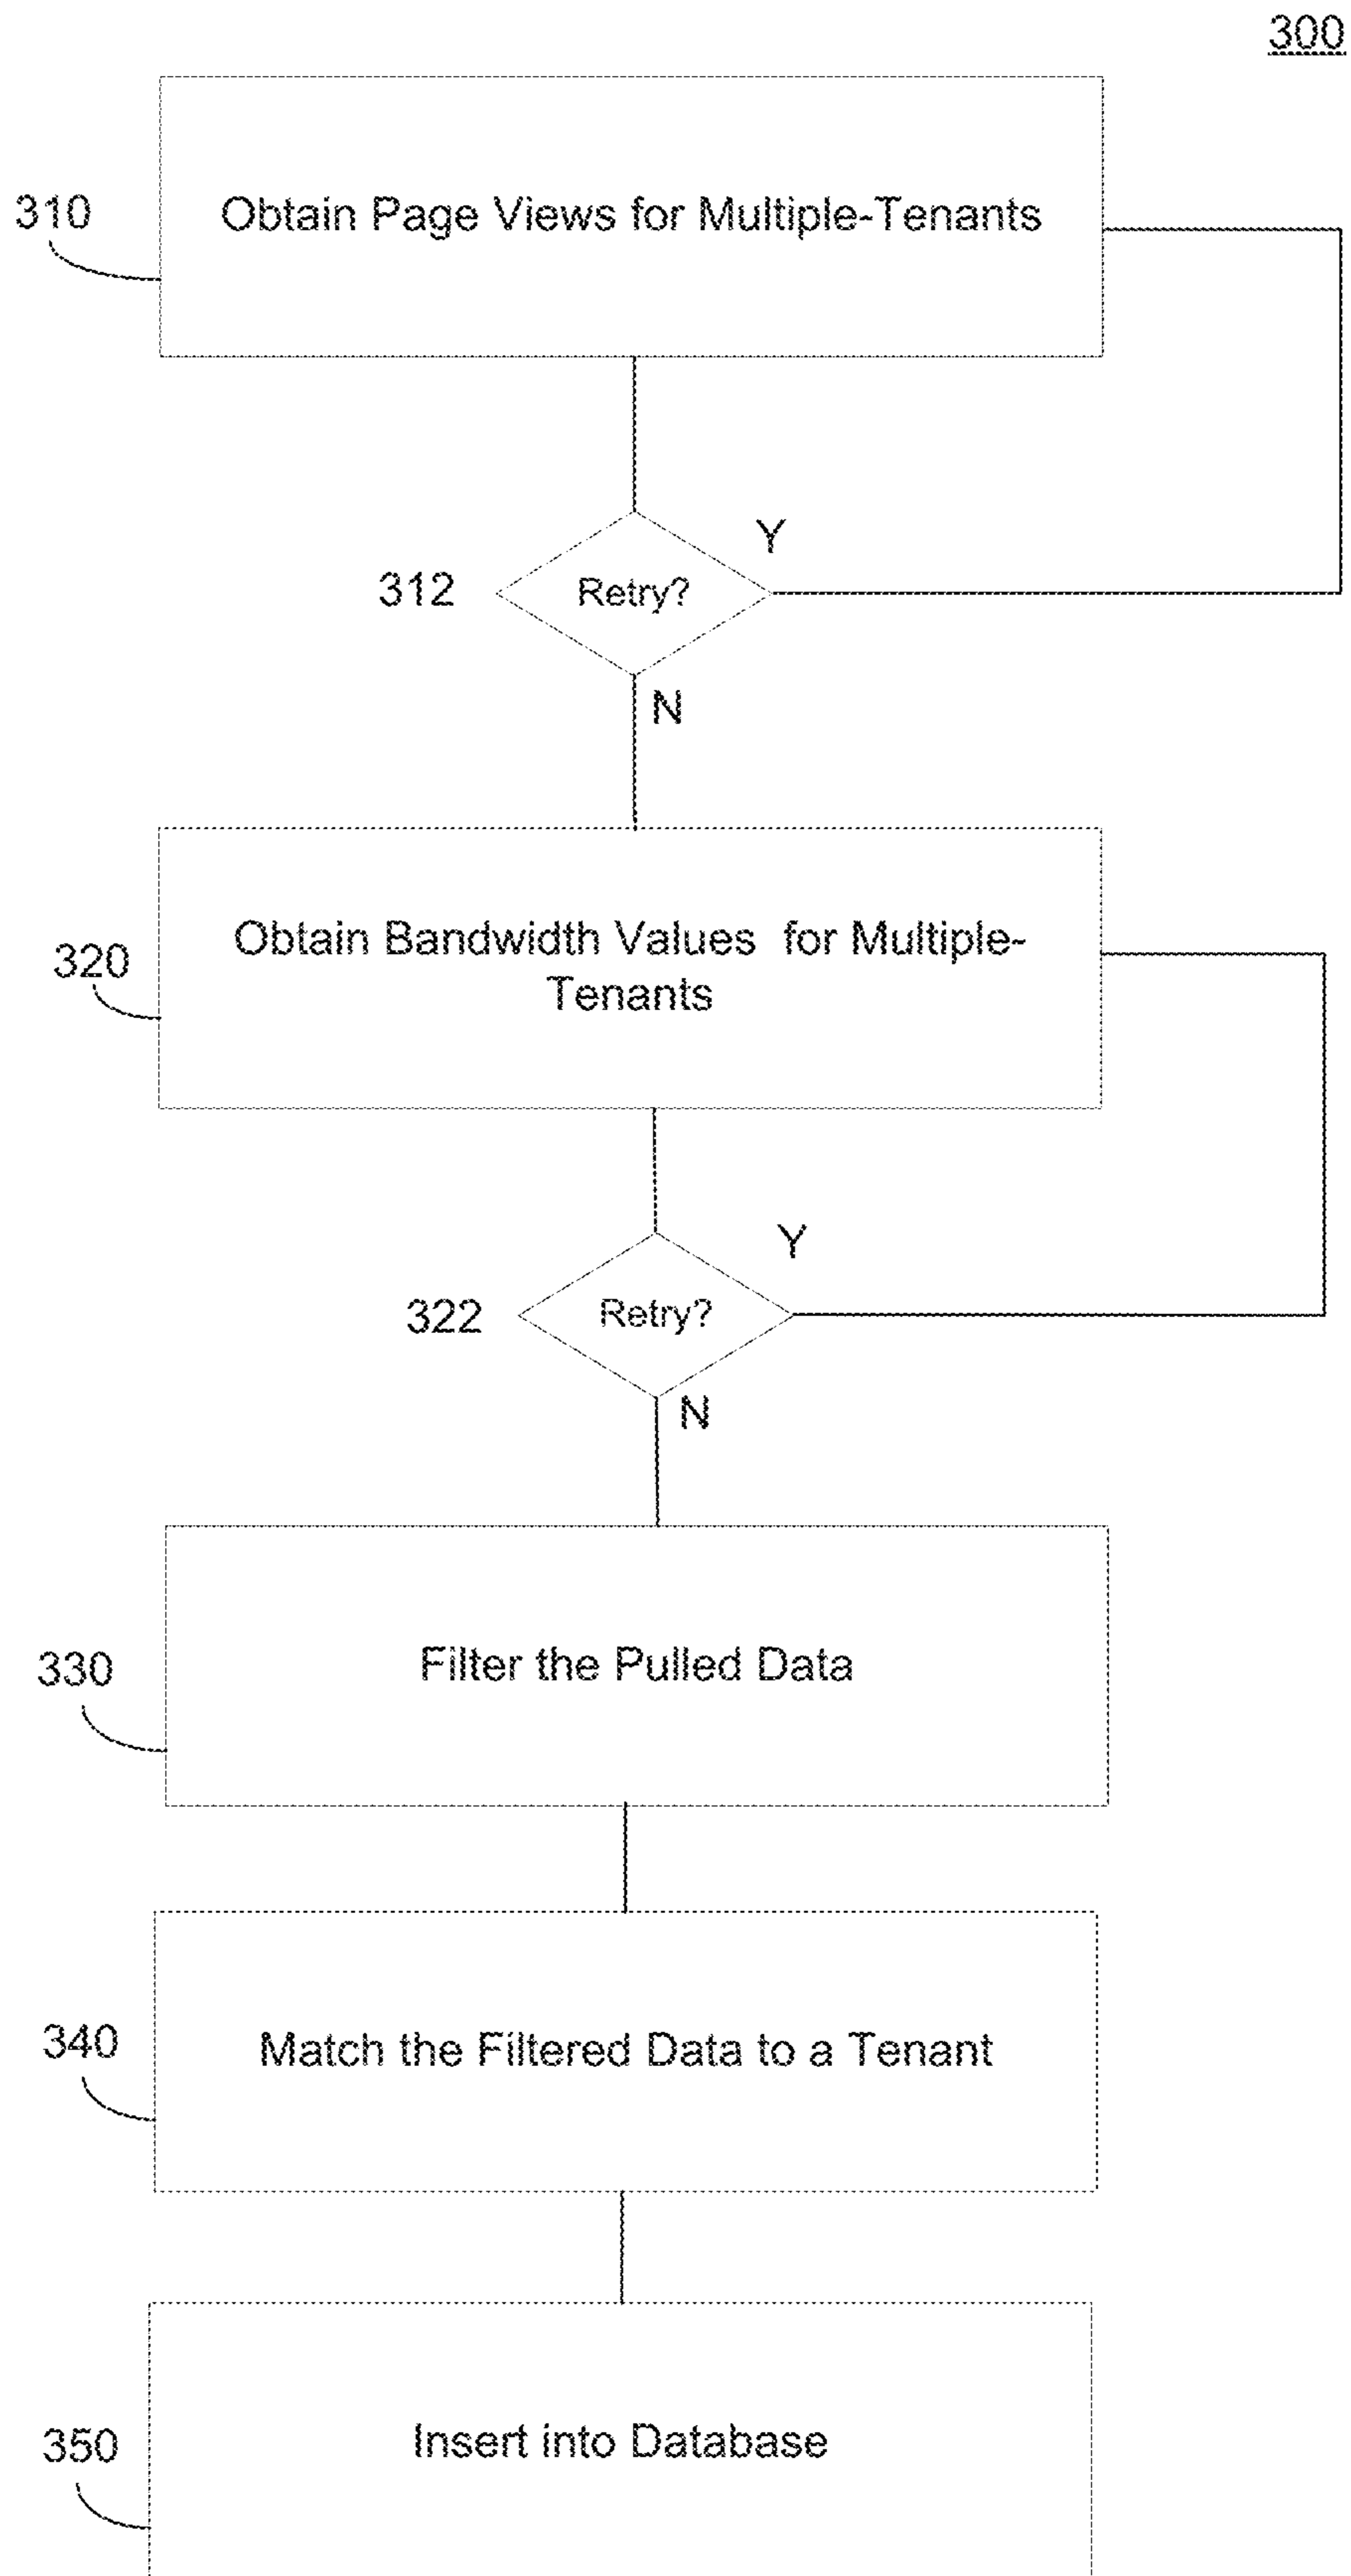 300
310
Obtain Page Views for Multiple-Tenants
312
Retry?
Y
N
320
Obtain Bandwidth Values for Multiple-
Tenants
322
Retry?
Y
N
330
Filter the Pulled Data
340
Match the Filtered Data to a Tenant
350
Insert into Database